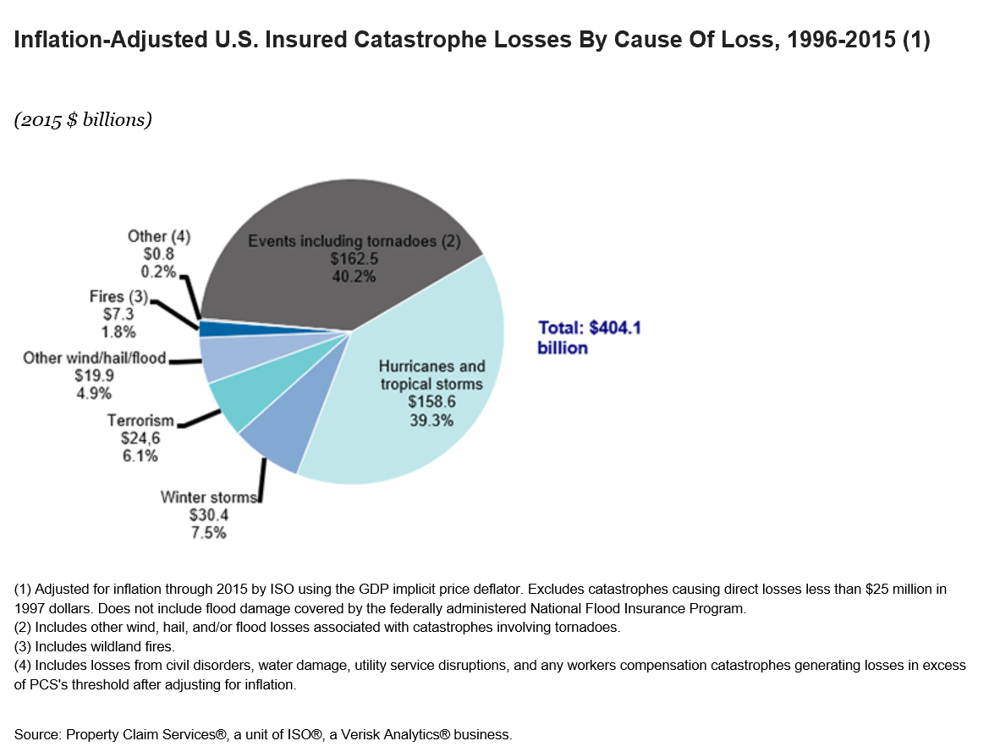 Inflation-Adjusted U.S. Insured Catastrophe Losses By Cause Of Loss, 1996-2015 (1)
(2015 $ billions)
Events including tornadoes (2)
$162.5
40.2%
Other (4)
$0.8
0.2%
Fires (3)
$7.3
1.8%
Other wind/hail/flood
$19.9
4.9%
Terrorism
$24,6
6.1%
Winter storms
$30.4
7.5%
Hurricanes and
tropical storms
$158.6
39.3%
Total: $404.1
billion
(1) Adjusted for inflation through 2015 by ISO using the GDP implicit price deflator. Excludes catastrophes causing direct losses less than $25 million in
1997 dollars. Does not include flood damage covered by the federally administered National Flood Insurance Program.
(2) Includes other wind, hail, and/or flood losses associated with catastrophes involving tornadoes.
(3) Includes wildland fires.
(4) Includes losses from civil disorders, water damage, utility service disruptions, and any workers compensation catastrophes generating losses in excess
of PCS's threshold after adjusting for inflation.
Source: Property Claim Services®, a unit of ISO®, a Verisk Analytics® business.